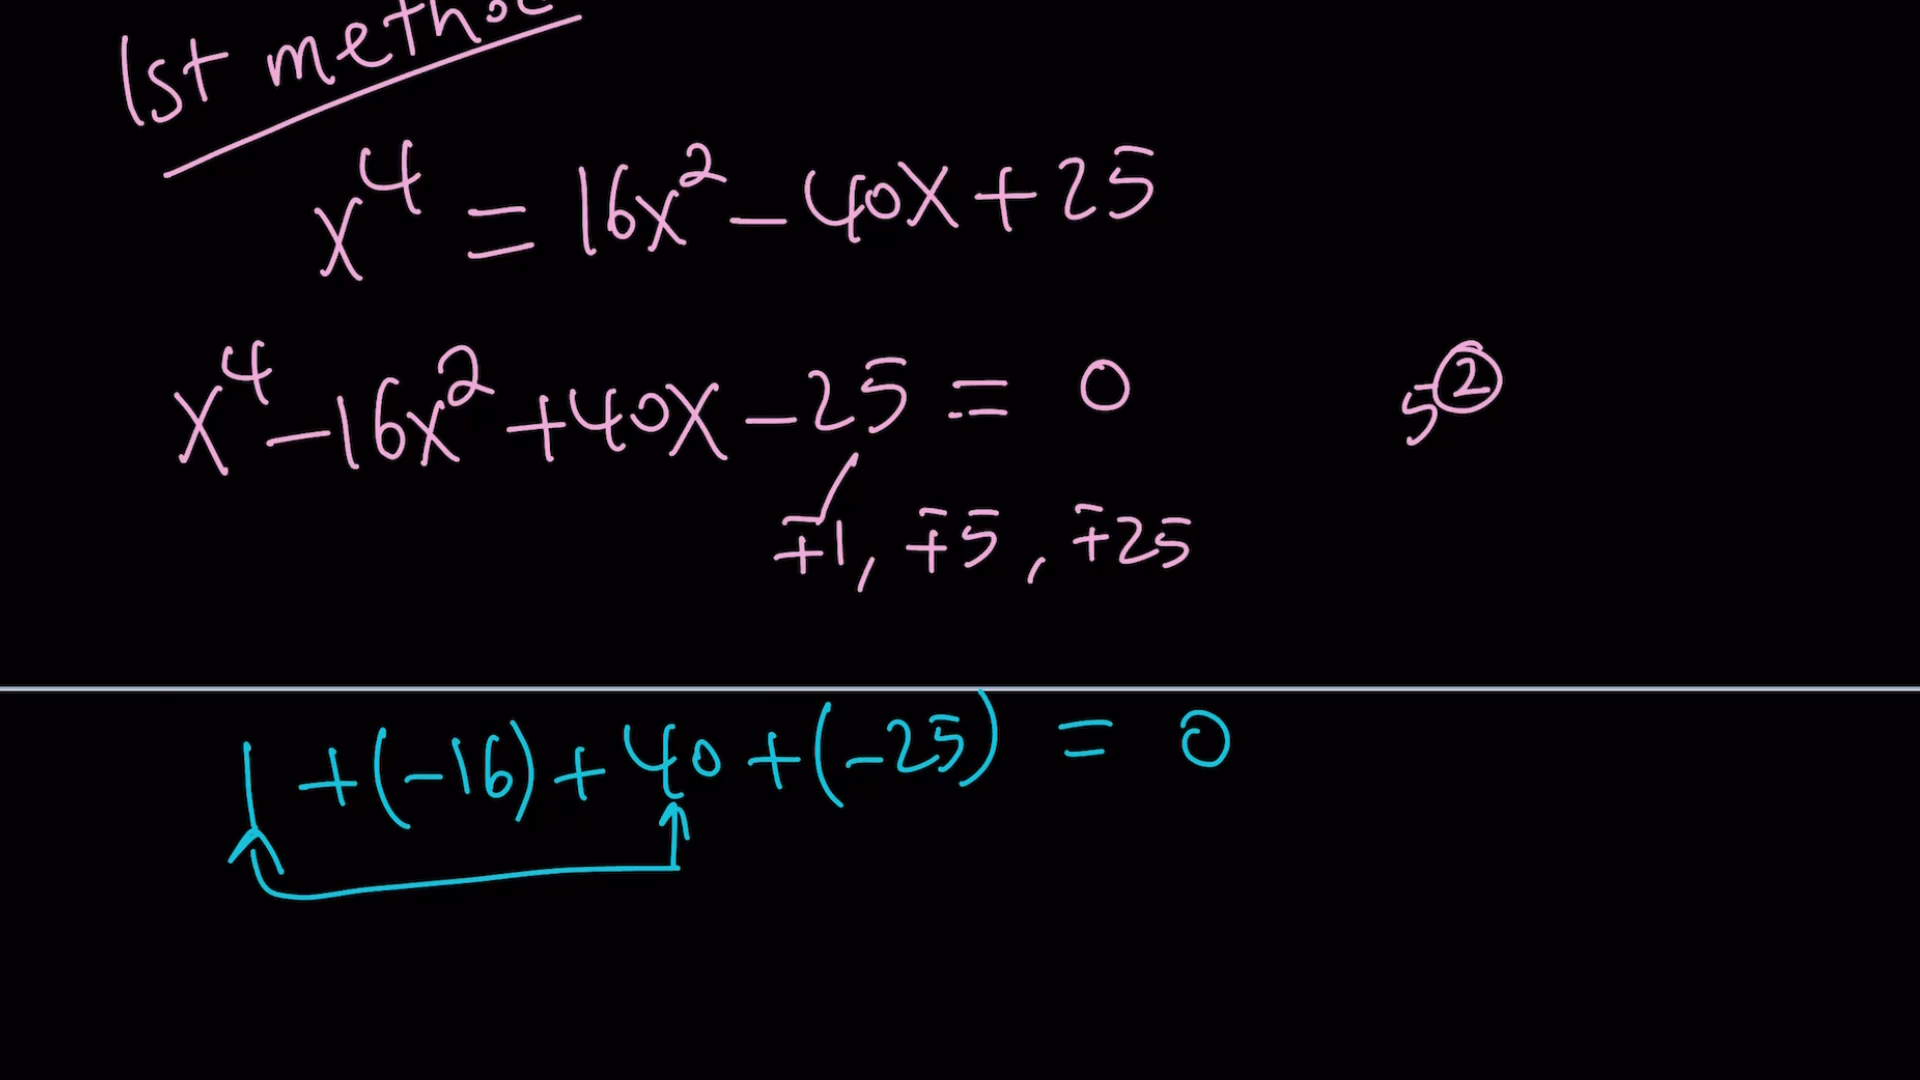 1st method
x⁴ = 16x² - 40x + 25
x⁴ - 16x² + 40x - 25 = 0
5²
∓1, ∓5, ∓25
1 + (-16) + 40 + (-25) = 0